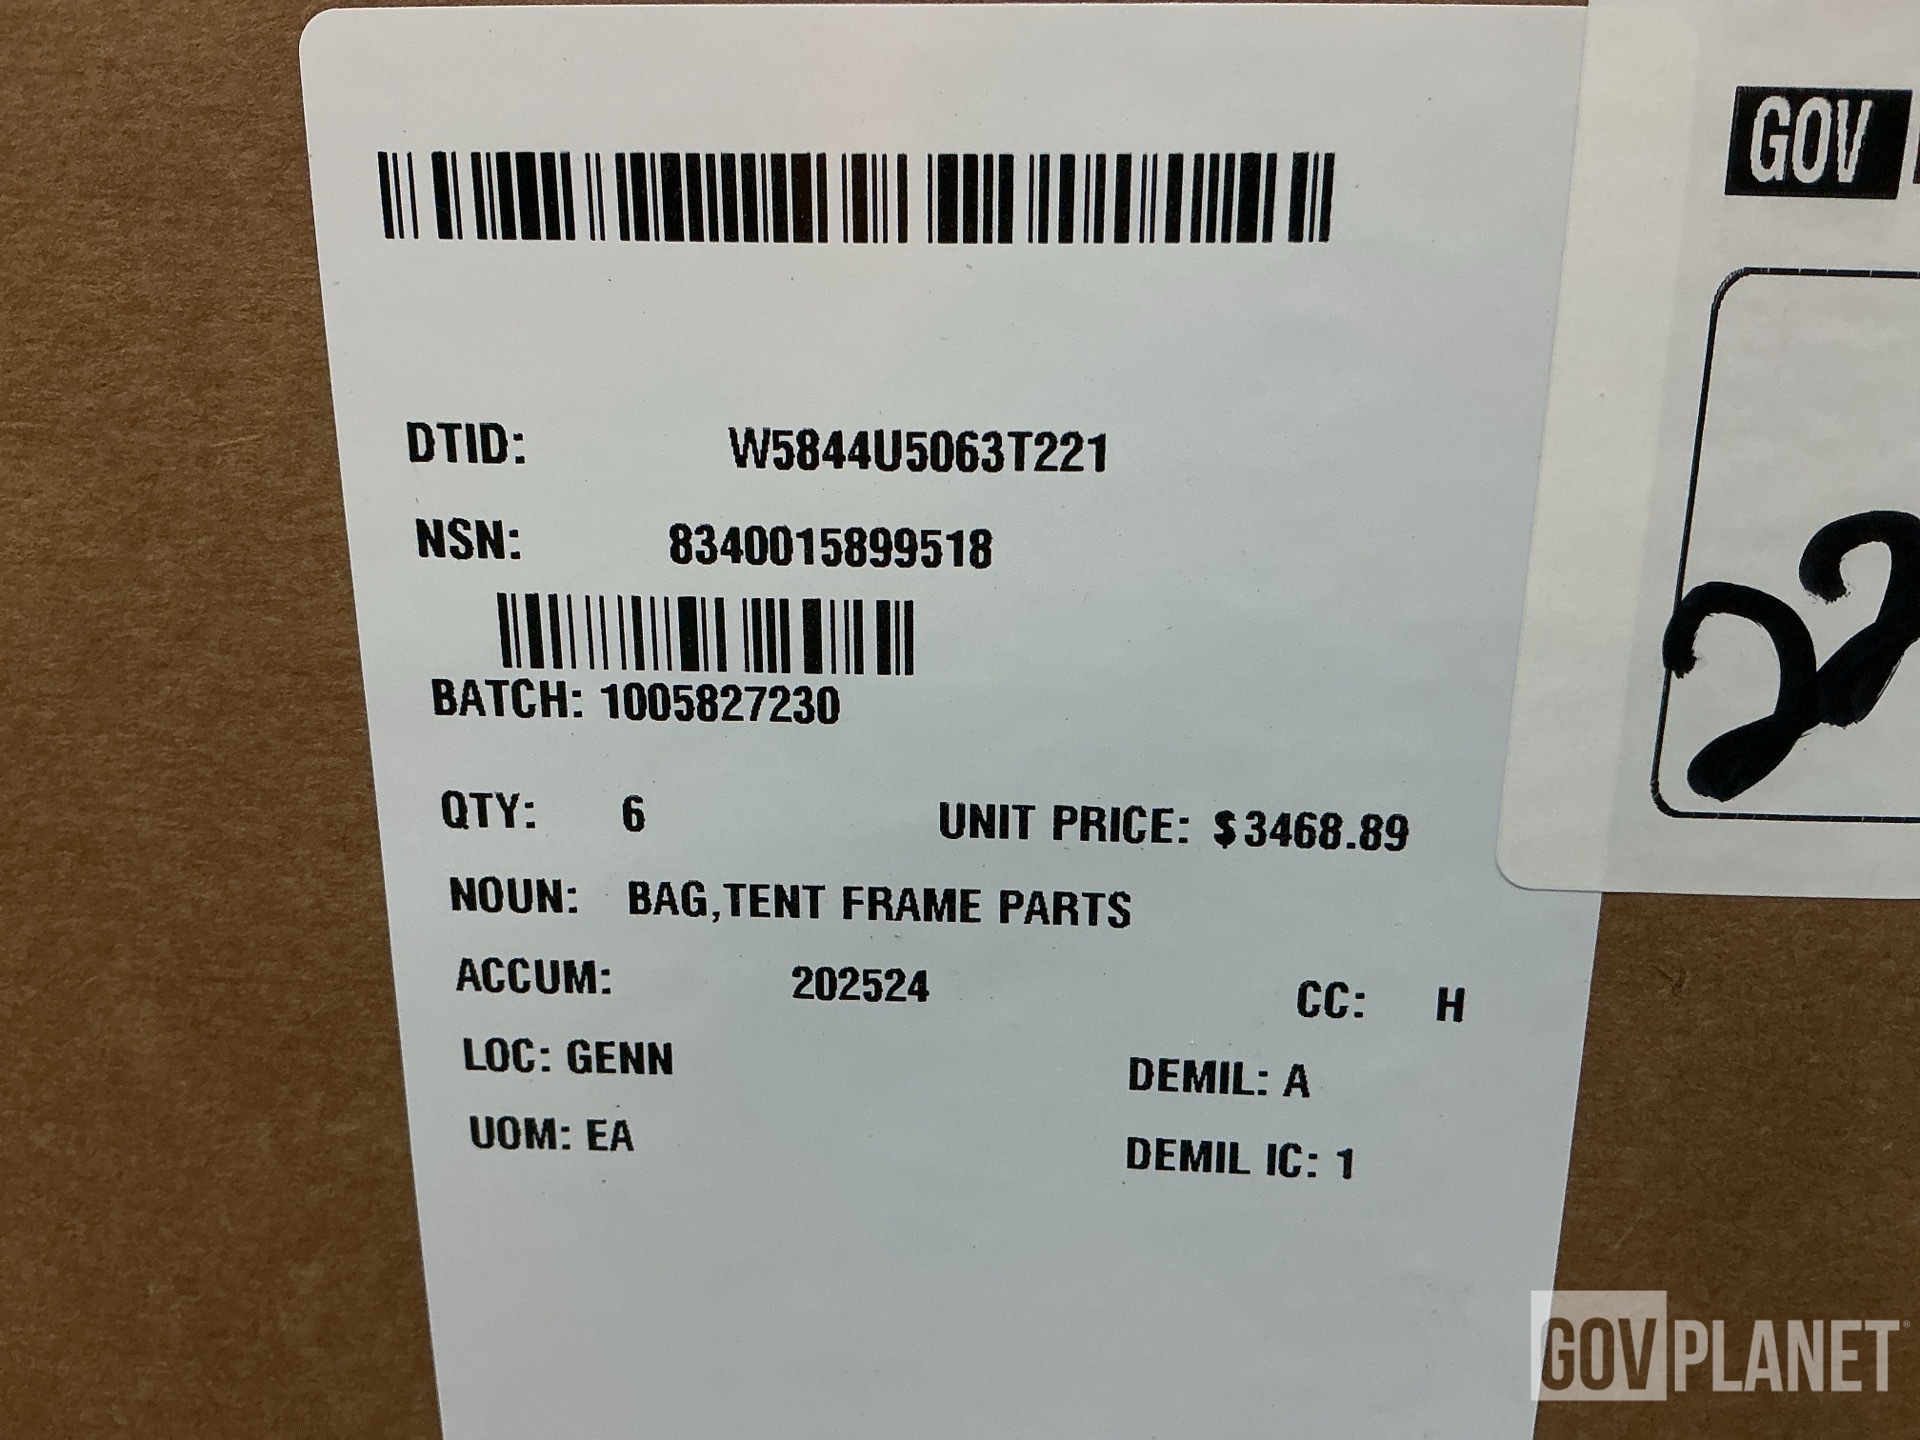 DTID: W5844U5063T221
NSN: 8340015899518
BATCH: 1005827230
QTY: 6 UNIT PRICE: $3468.89
NOUN: BAG,TENT FRAME PARTS
ACCUM: 202524 CC: H
LOC: GENN DEMIL: A
UOM: EA DEMIL IC: 1
GOV
22
GOVPLANET